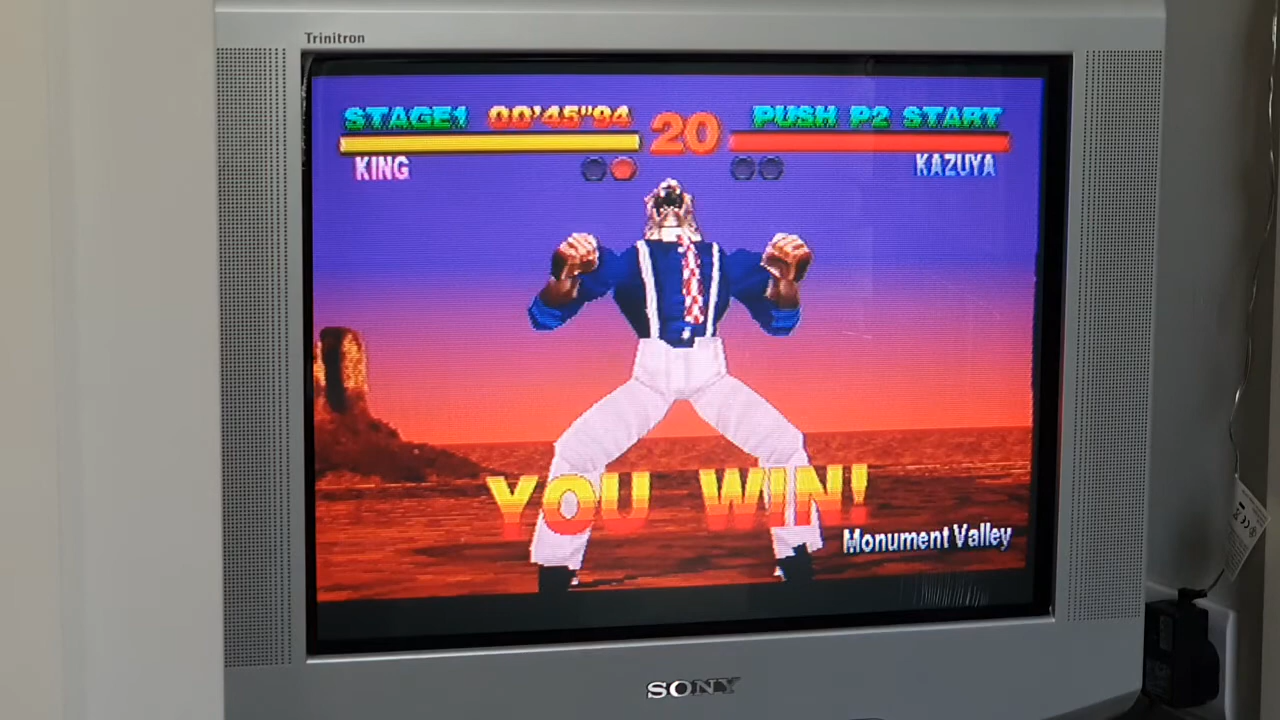 Trinitron
STAGE1 00'45"94 20 PUSH P2 START
KING KAZUYA
YOU WIN!
Monument Valley
SONY